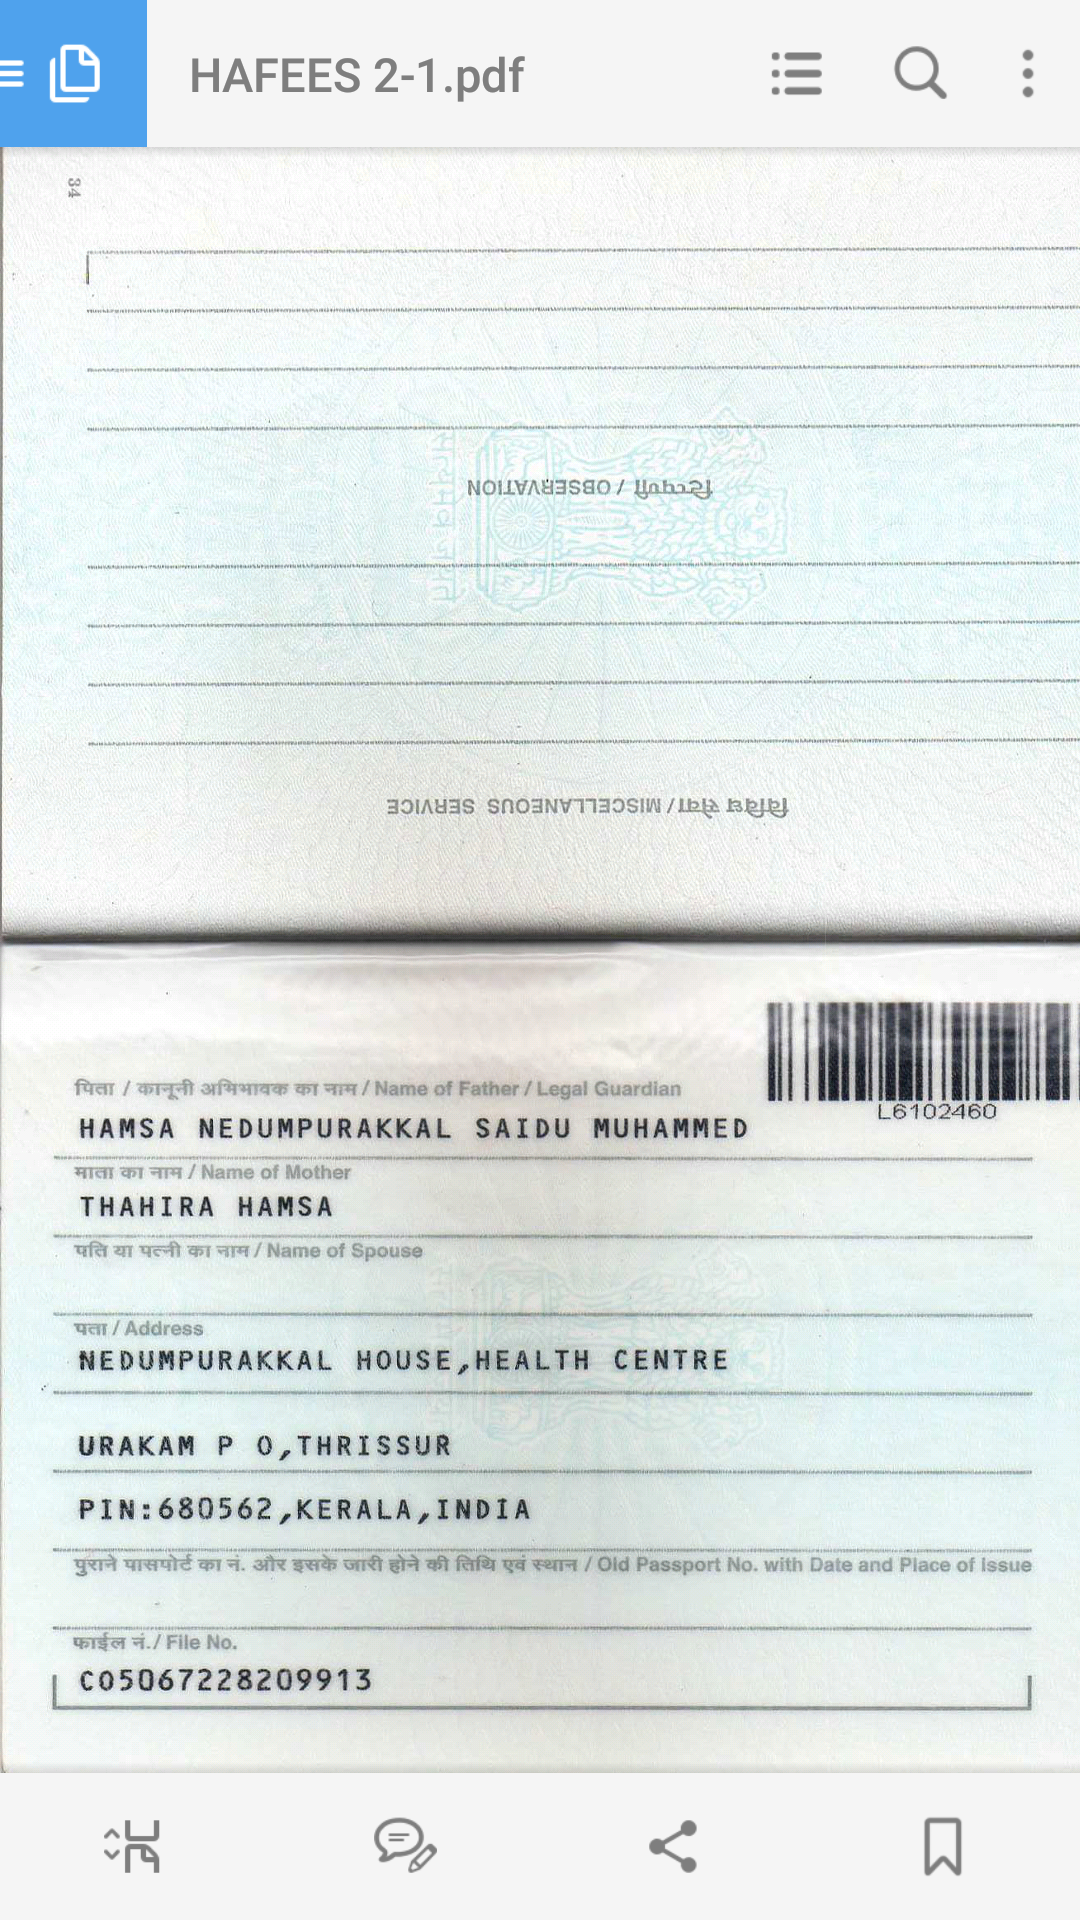 HAFEES 2-1.pdf
34
टिप्पणी / OBSERVATION
विविध सेवा / MISCELLANEOUS SERVICE
L6102460
पिता / कानूनी अभिभावक का नाम / Name of Father / Legal Guardian
HAMSA NEDUMPURAKKAL SAIDU MUHAMMED
माता का नाम / Name of Mother
THAHIRA HAMSA
पति या पत्नी का नाम / Name of Spouse
पता / Address
NEDUMPURAKKAL HOUSE,HEALTH CENTRE
URAKAM P O,THRISSUR
PIN:680562,KERALA,INDIA
पुराने पासपोर्ट का नं. और इसके जारी होने की तिथि एवं स्थान / Old Passport No. with Date and Place of Issue
फाईल नं./ File No.
C05067228209913